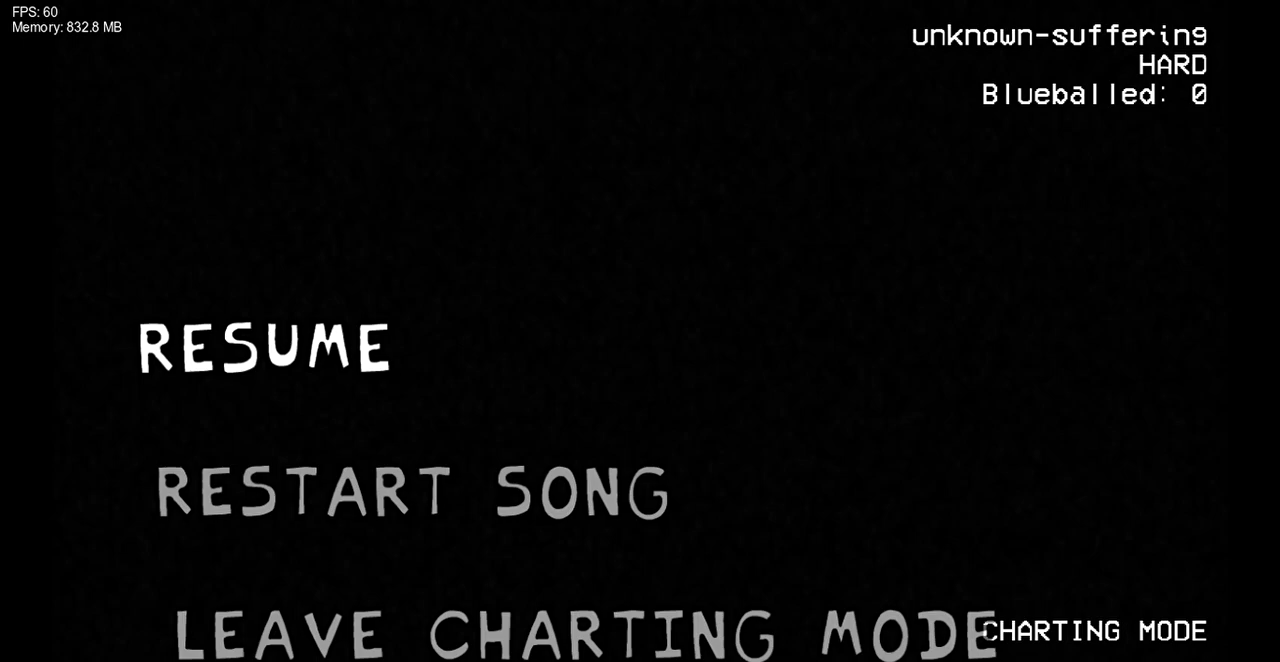 FPS: 60
Memory: 832.8 MB
unknown-suffering
HARD
Blueballed: 0
RESUME
RESTART SONG
LEAVE CHARTING MODE
CHARTING MODE